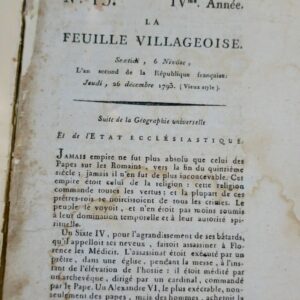 N°. 13. IVme. Année.
LA
FEUILLE VILLAGEOISE.
Sextidi, 6 Nivôse,
L'an second de la République française:
Jeudi, 26 décembre 1793. (Vieux style).
Suite de la Géographie universelle
Et de l'ETAT ECCLÉSIASTIQUE.
JAMAIS empire ne fut plus absolu que celui des
Papes sur les Romains, vers la fin du quinzième
siècle; jamais il n'en fut de plus inconcevable: Cet
empire étoit celui de la religion; cette religion
commande toutes les vertus; et la plupart de ces
prêtres-rois se noircissoient de tous les crimes. Le
peuple le voyoit, et n'en étoit pas moins soumis
à leur domination temporelle et à leur autorité spi-
rituelle.
Un Sixte IV, pour l'agrandissement de ses bâtards,
qu'il appelloit ses neveux, faisoit assassiner à Flo-
rence les Médicis. L'assassinat étoit exécuté par un
prêtre, dans une église, pendant la messe, à l'ins-
tant de l'élévation de l'hostie: il étoit médité par
un archevêque, dirigé par un cardinal, commandé
par le Pape. Un Alexandre VI, le plus exécrable, non-
seulement des papes, mais des hommes, acheta